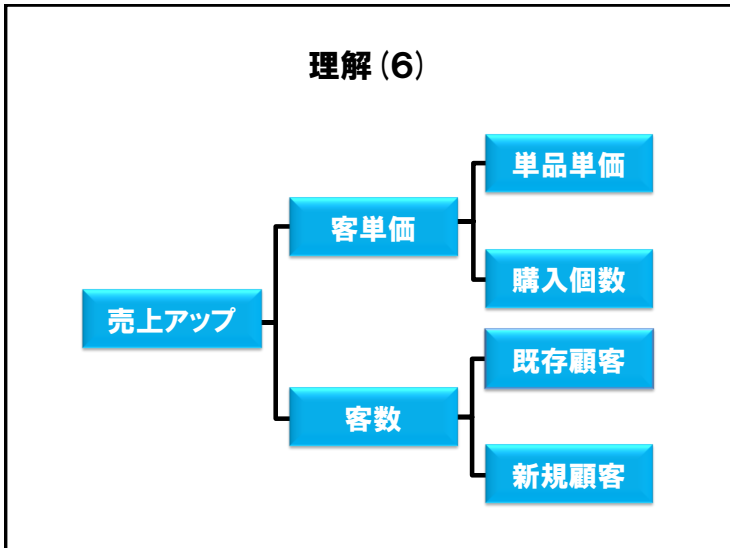 理解(6)
売上アップ
客単価
単品単価
購入個数
客数
既存顧客
新規顧客